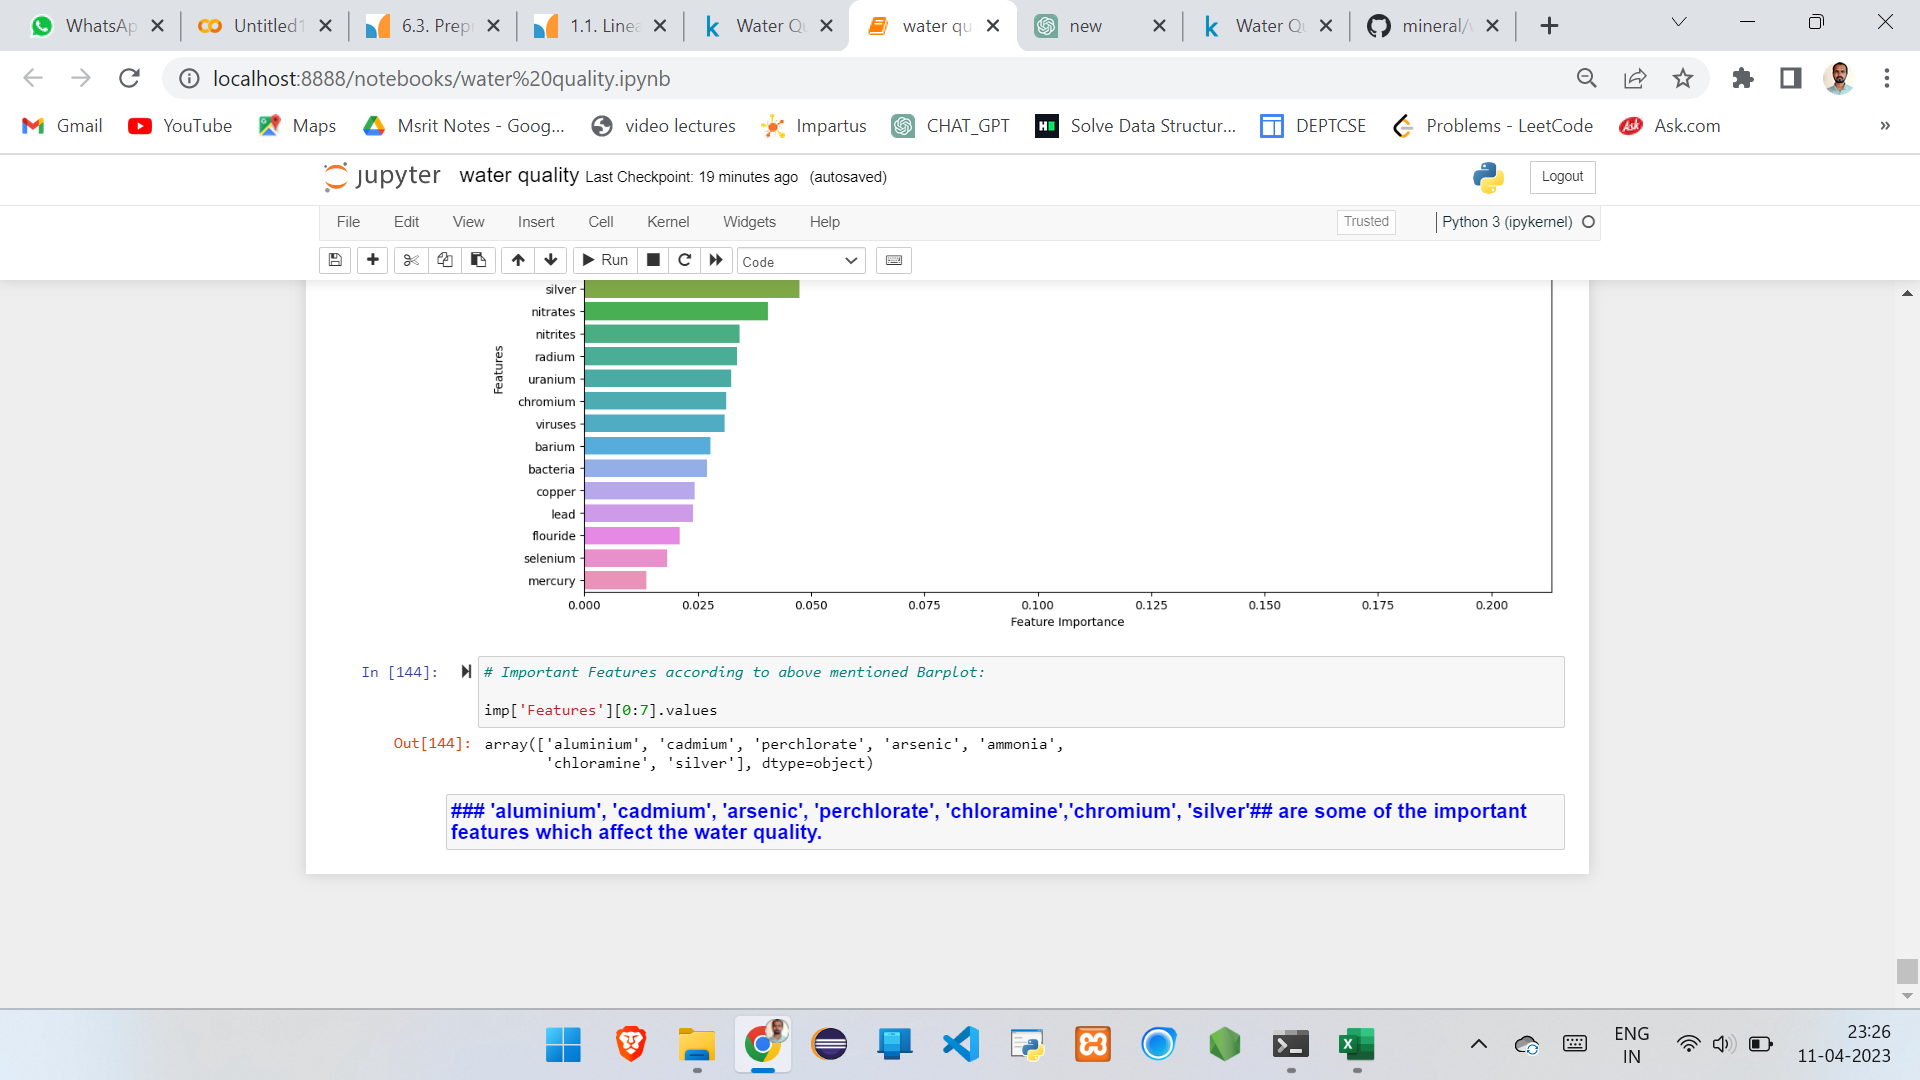 WhatsAp
Untitled1
6.3. Prepr
1.1. Linea
Water Qu
water qu
new
Water Qu
mineral/w
localhost:8888/notebooks/water%20quality.ipynb
Gmail
YouTube
Maps
Msrit Notes - Goog...
video lectures
Impartus
CHAT_GPT
Solve Data Structur...
DEPTCSE
Problems - LeetCode
Ask.com
»
jupyter water quality Last Checkpoint: 19 minutes ago (autosaved)
Logout
File Edit View Insert Cell Kernel Widgets Help
Trusted
Python 3 (ipykernel)
Run
Code
Features
silver
nitrates
nitrites
radium
uranium
chromium
viruses
barium
bacteria
copper
lead
flouride
selenium
mercury
0.000 0.025 0.050 0.075 0.100 0.125 0.150 0.175 0.200
Feature Importance
In [144]:
# Important Features according to above mentioned Barplot:
imp['Features'][0:7].values
Out[144]:
array(['aluminium', 'cadmium', 'perchlorate', 'arsenic', 'ammonia',
'chloramine', 'silver'], dtype=object)
### 'aluminium', 'cadmium', 'arsenic', 'perchlorate', 'chloramine','chromium', 'silver'## are some of the important
features which affect the water quality.
ENG
IN
23:26
11-04-2023